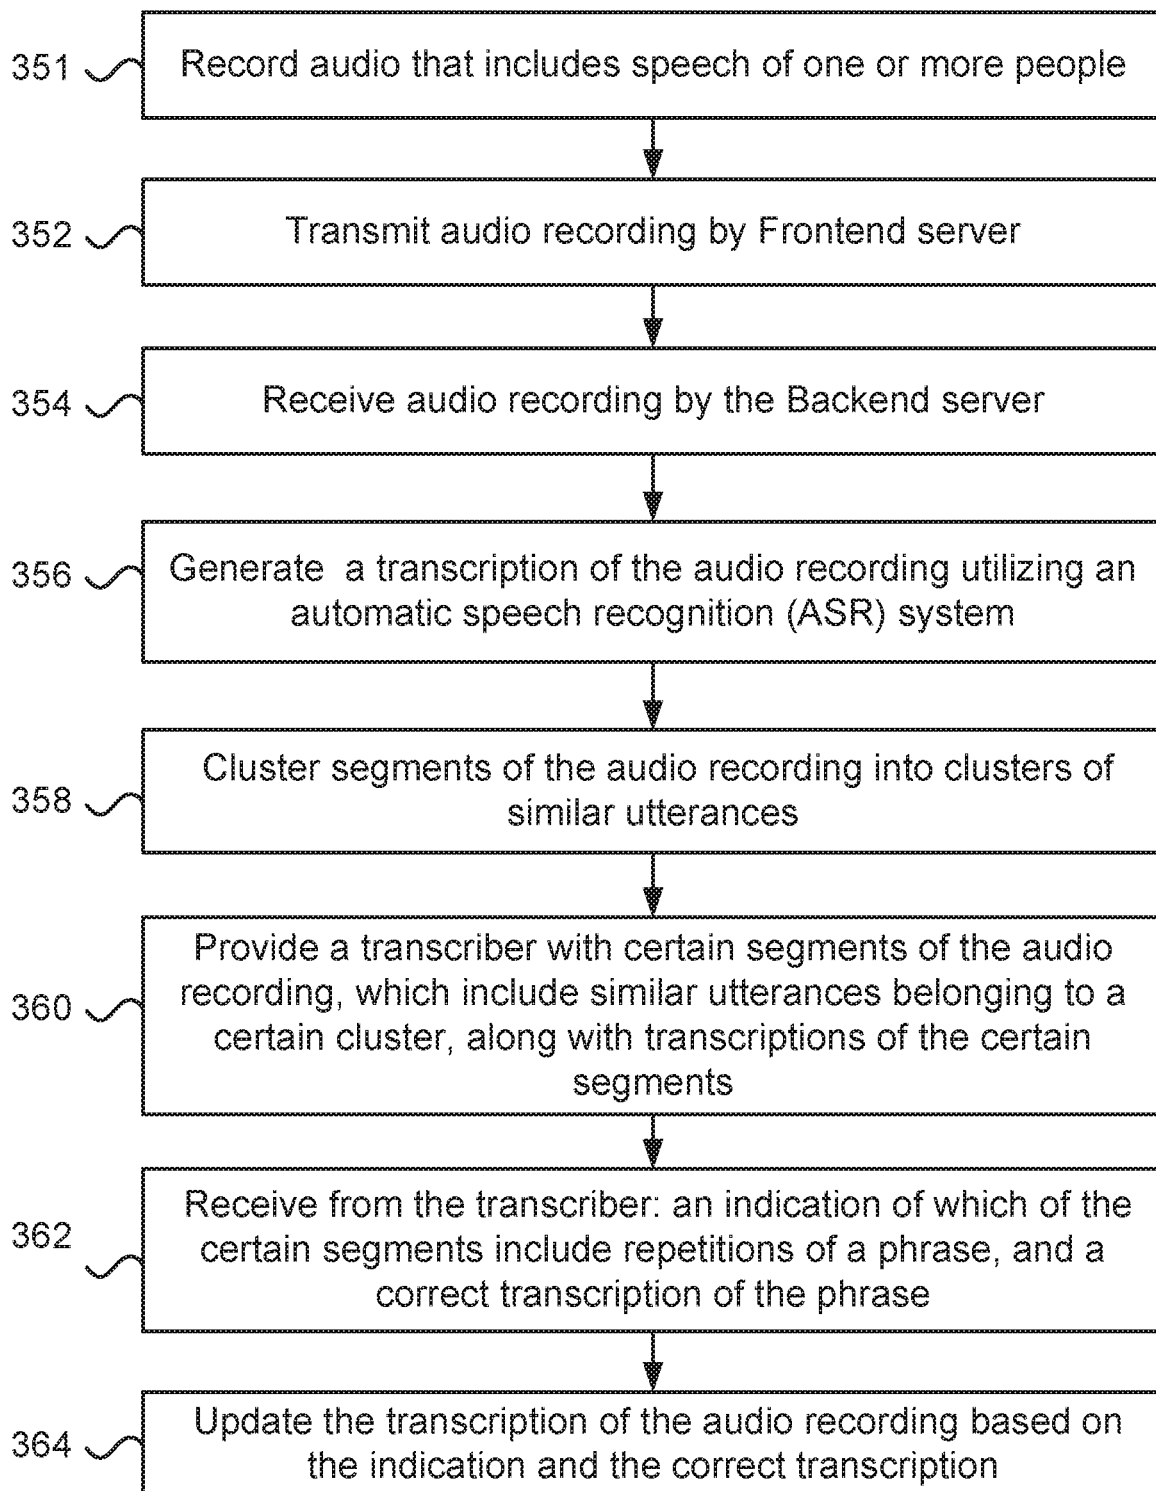 351 Record audio that includes speech of one or more people
352 Transmit audio recording by Frontend server
354 Receive audio recording by the Backend server
356 Generate a transcription of the audio recording utilizing an
automatic speech recognition (ASR) system
358 Cluster segments of the audio recording into clusters of
similar utterances
Provide a transcriber with certain segments of the audio
360 recording, which include similar utterances belonging to a
certain cluster, along with transcriptions of the certain
segments
Receive from the transcriber: an indication of which of the
362 certain segments include repetitions of a phrase, and a
correct transcription of the phrase
364 Update the transcription of the audio recording based on
the indication and the correct transcription